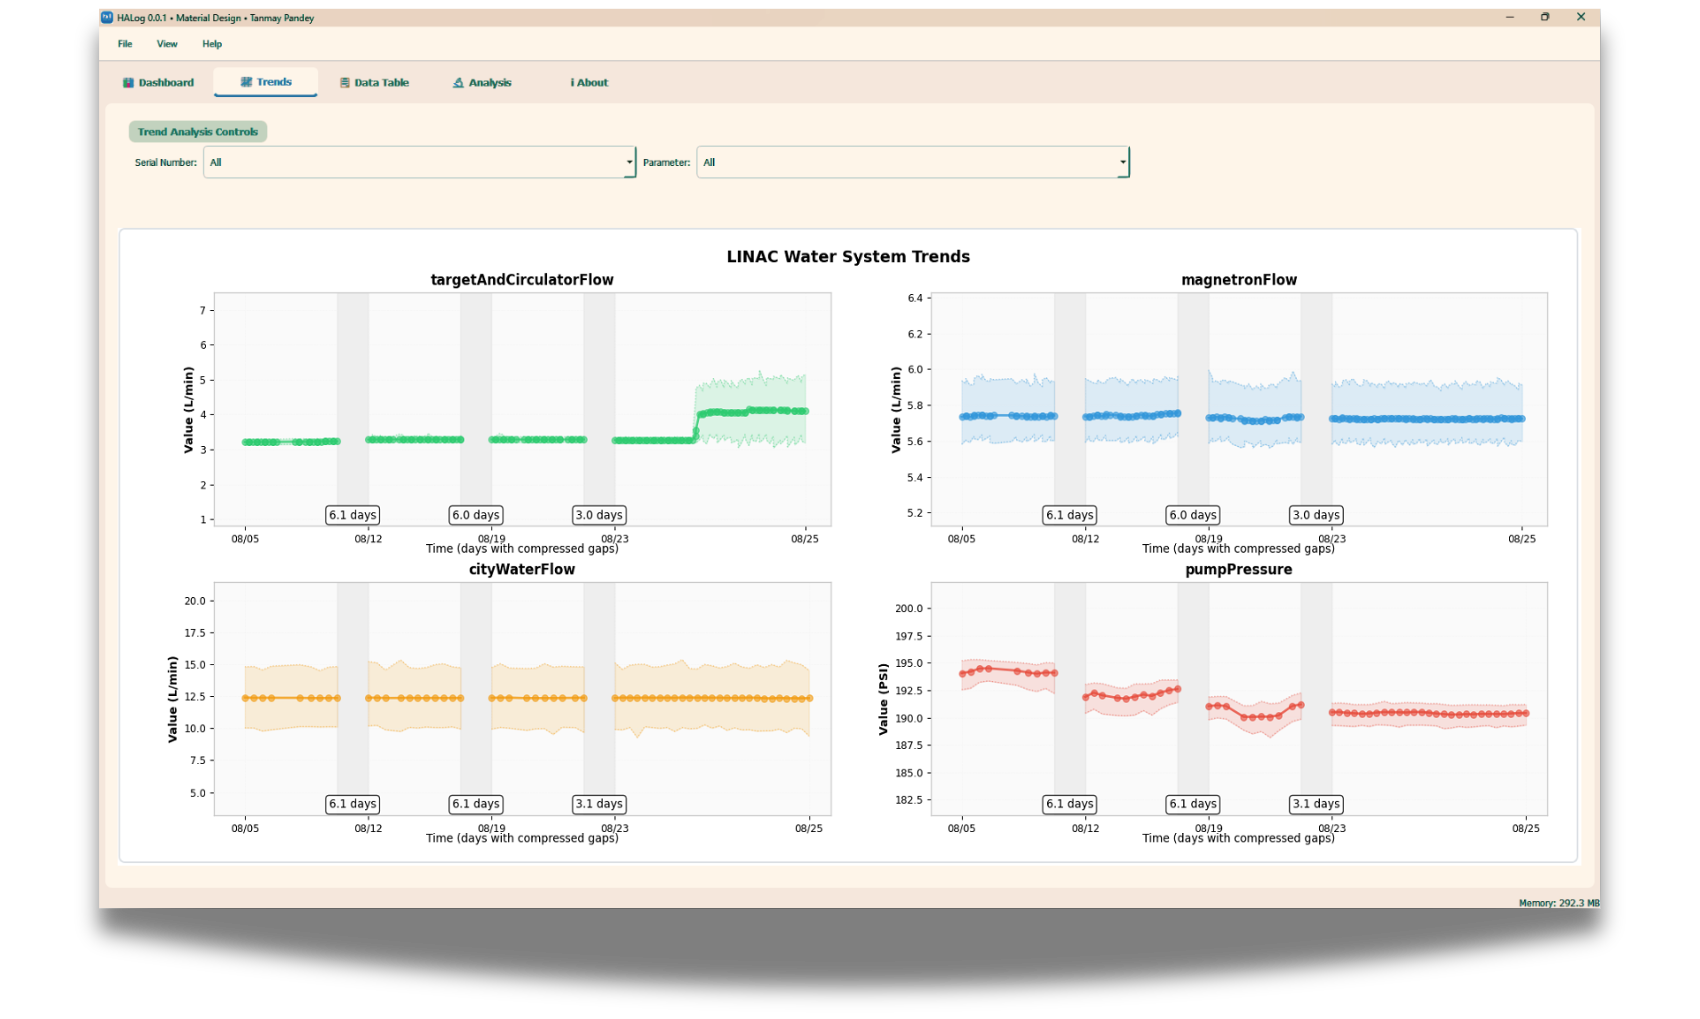 HALog 0.0.1 • Material Design • Tanmay Pandey
File View Help
Dashboard Trends Data Table Analysis i About
Trend Analysis Controls
Serial Number: All Parameter: All
LINAC Water System Trends
targetAndCirculatorFlow
Value (L/min)
7
6
5
4
3
2
1
6.1 days 6.0 days 3.0 days
08/05 08/12 08/19 08/23 08/25
Time (days with compressed gaps)
magnetronFlow
Value (L/min)
6.4
6.2
6.0
5.8
5.6
5.4
5.2
6.1 days 6.0 days 3.0 days
08/05 08/12 08/19 08/23 08/25
Time (days with compressed gaps)
cityWaterFlow
Value (L/min)
20.0
17.5
15.0
12.5
10.0
7.5
5.0
6.1 days 6.1 days 3.1 days
08/05 08/12 08/19 08/23 08/25
Time (days with compressed gaps)
pumpPressure
Value (PSI)
200.0
197.5
195.0
192.5
190.0
187.5
185.0
182.5
6.1 days 6.1 days 3.1 days
08/05 08/12 08/19 08/23 08/25
Time (days with compressed gaps)
Memory: 292.3 MB